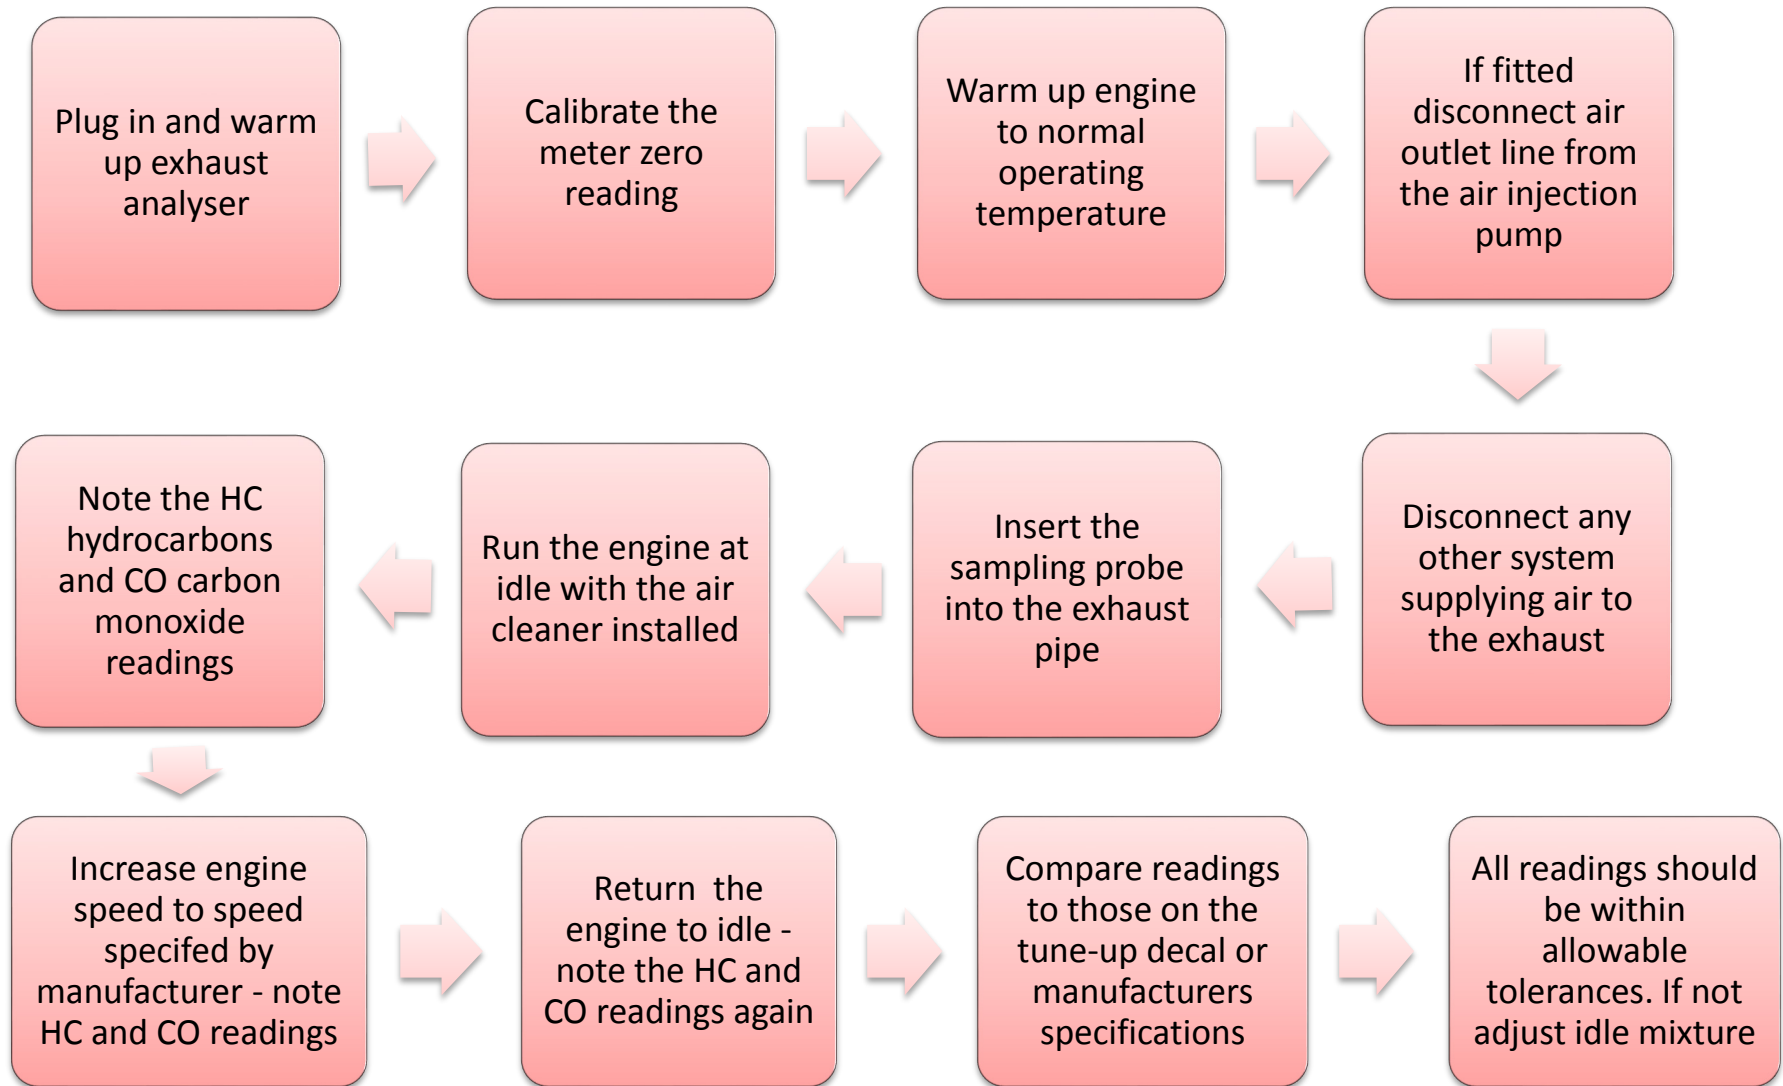 Plug in and warm
up exhaust
analyser
Calibrate the
meter zero
reading
Warm up engine
to normal
operating
temperature
If fitted
disconnect air
outlet line from
the air injection
pump
Disconnect any
other system
supplying air to
the exhaust
Insert the
sampling probe
into the exhaust
pipe
Run the engine at
idle with the air
cleaner installed
Note the HC
hydrocarbons
and CO carbon
monoxide
readings
Increase engine
speed to speed
specifed by
manufacturer - note
HC and CO readings
Return  the
engine to idle -
note the HC and
CO readings again
Compare readings
to those on the
tune-up decal or
manufacturers
specifications
All readings should
be within
allowable
tolerances. If not
adjust idle mixture